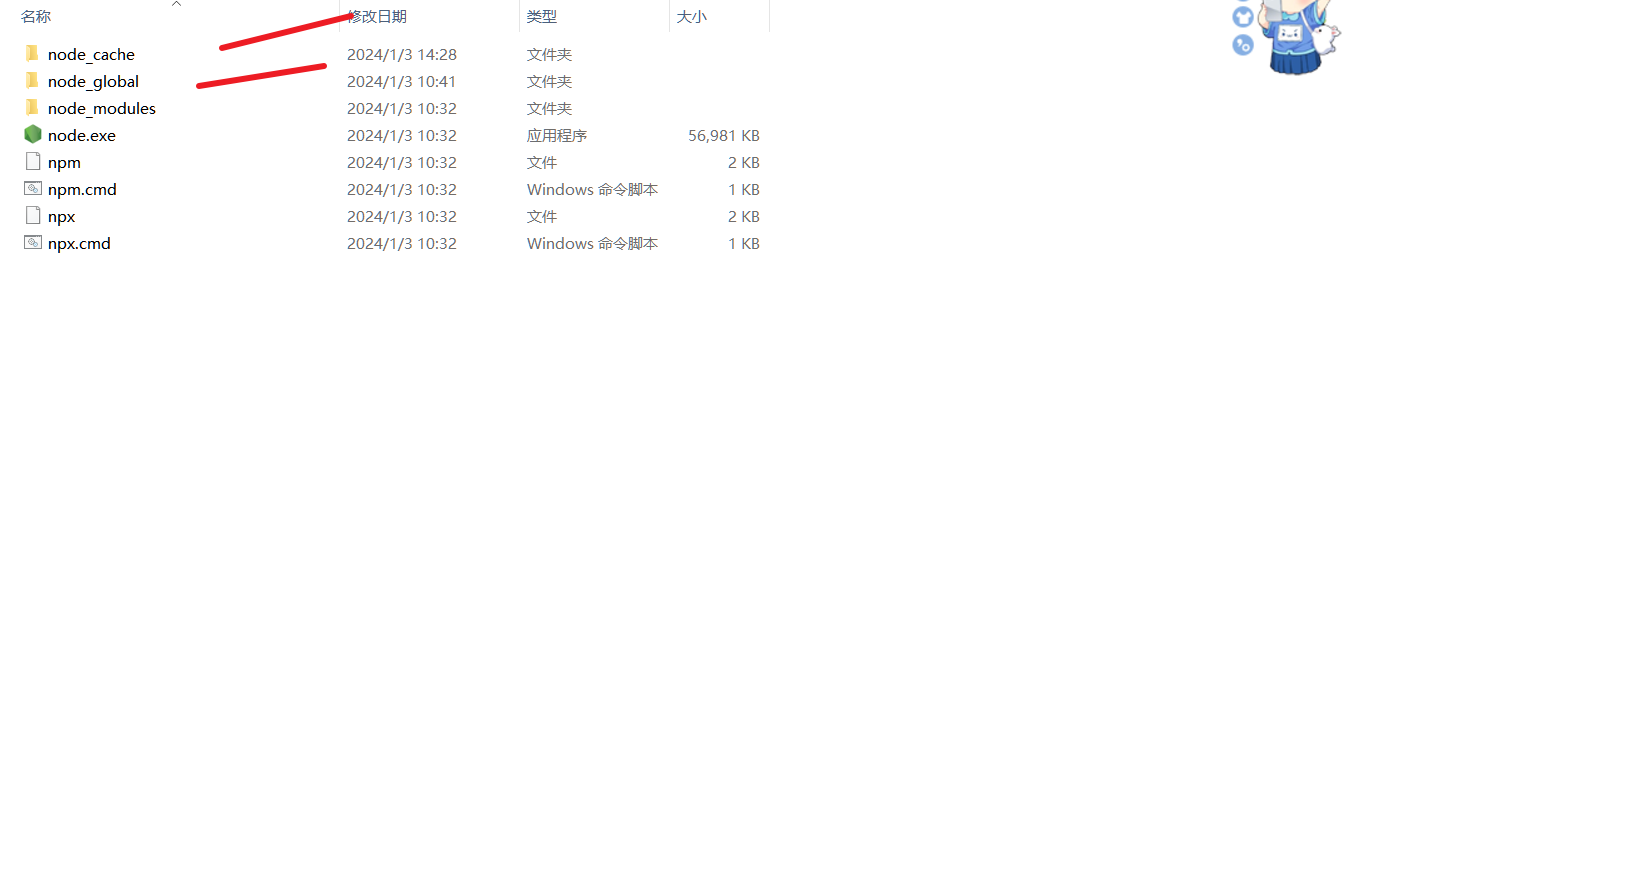 名称 修改日期 类型 大小
node_cache 2024/1/3 14:28 文件夹
node_global 2024/1/3 10:41 文件夹
node_modules 2024/1/3 10:32 文件夹
node.exe 2024/1/3 10:32 应用程序 56,981 KB
npm 2024/1/3 10:32 文件 2 KB
npm.cmd 2024/1/3 10:32 Windows 命令脚本 1 KB
npx 2024/1/3 10:32 文件 2 KB
npx.cmd 2024/1/3 10:32 Windows 命令脚本 1 KB